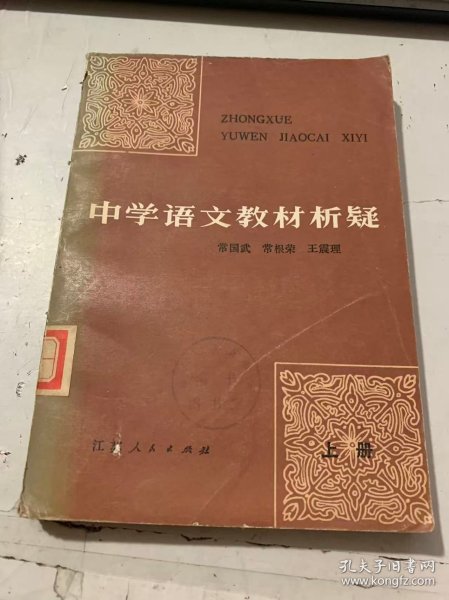 ZHONGXUE
YUWEN JIAOCAI XIYI
中学语文教材析疑
常国武 常根荣 王震理
江苏人民出版社
上册
孔夫子旧书网
www.kongfz.com